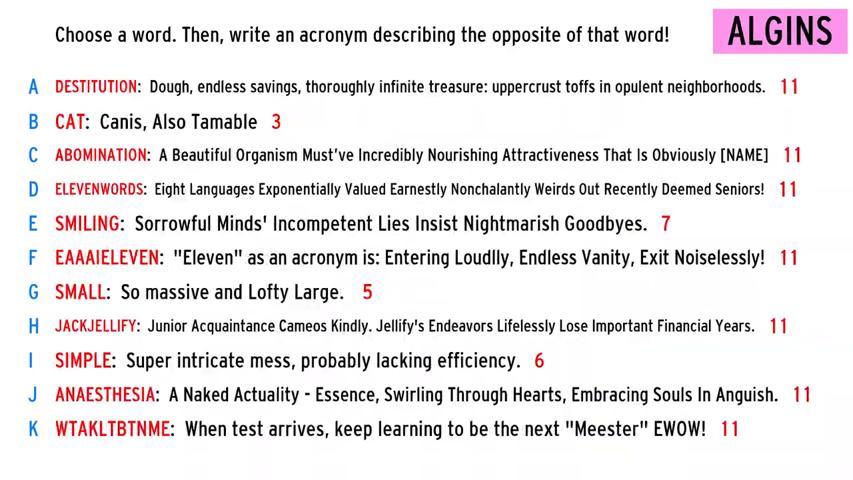 Choose a word. Then, write an acronym describing the opposite of that word!
ALGINS
A DESTITUTION: Dough, endless savings, thoroughly infinite treasure: uppercrust toffs in opulent neighborhoods. 11
B CAT: Canis, Also Tamable 3
C ABOMINATION: A Beautiful Organism Must've Incredibly Nourishing Attractiveness That Is Obviously [NAME] 11
D ELEVENWORDS: Eight Languages Exponentially Valued Earnestly Nonchalantly Weirds Out Recently Deemed Seniors! 11
E SMILING: Sorrowful Minds' Incompetent Lies Insist Nightmarish Goodbyes. 7
F EAAAIELEVEN: "Eleven" as an acronym is: Entering Loudlly, Endless Vanity, Exit Noiselessly! 11
G SMALL: So massive and Lofty Large. 5
H JACKJELLIFY: Junior Acquaintance Cameos Kindly. Jellify's Endeavors Lifelessly Lose Important Financial Years. 11
I SIMPLE: Super intricate mess, probably lacking efficiency. 6
J ANAESTHESIA: A Naked Actuality - Essence, Swirling Through Hearts, Embracing Souls In Anguish. 11
K WTAKLTBTNME: When test arrives, keep learning to be the next "Meester" EWOW! 11